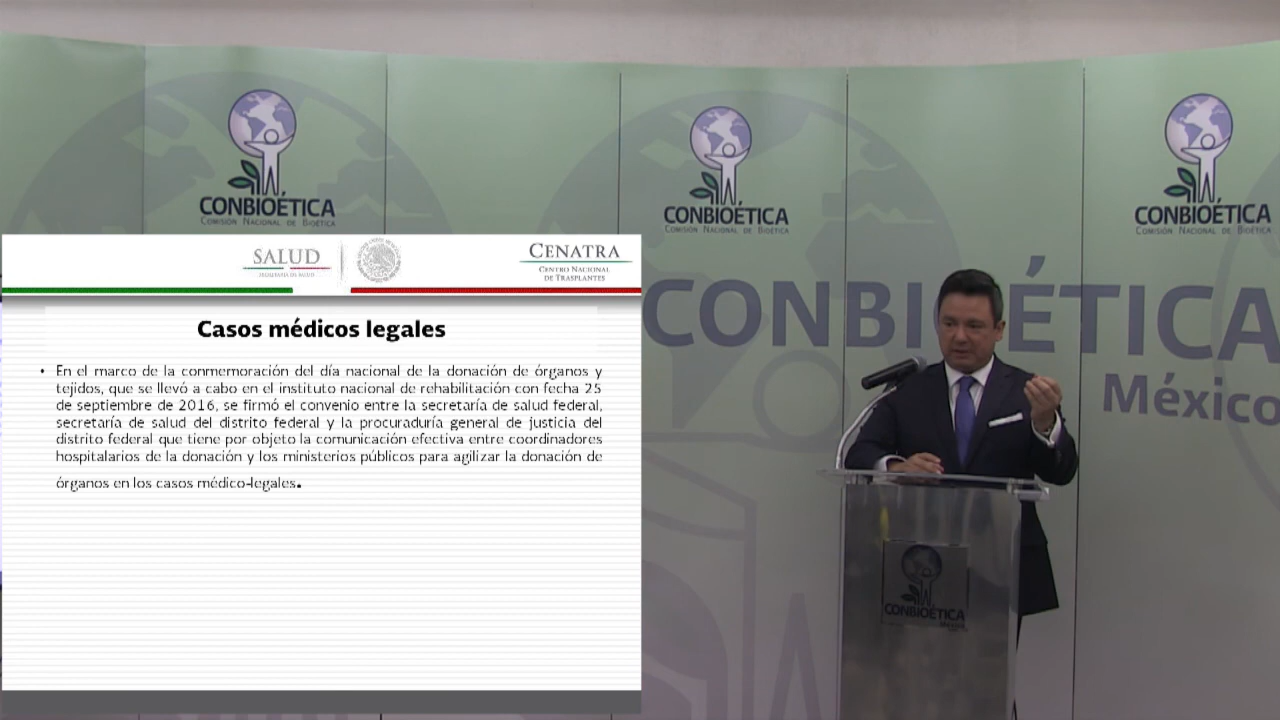 CONBIOÉTICA
COMISIÓN NACIONAL DE BIOÉTICA
CONBIOÉTICA
COMISIÓN NACIONAL DE BIOÉTICA
CONBIOÉTICA
COMISIÓN NACIONAL DE BIOÉTICA
SALUD
SECRETARÍA DE SALUD
CENATRA
CENTRO NACIONAL
DE TRASPLANTES
CONBIOÉTICA
México
Casos médicos legales
• En el marco de la conmemoración del día nacional de la donación de órganos y
tejidos, que se llevó a cabo en el instituto nacional de rehabilitación con fecha 25
de septiembre de 2016, se firmó el convenio entre la secretaría de salud federal,
secretaría de salud del distrito federal y la procuraduría general de justicia del
distrito federal que tiene por objeto la comunicación efectiva entre coordinadores
hospitalarios de la donación y los ministerios públicos para agilizar la donación de
órganos en los casos médico-legales.
CONBIOÉTICA
México